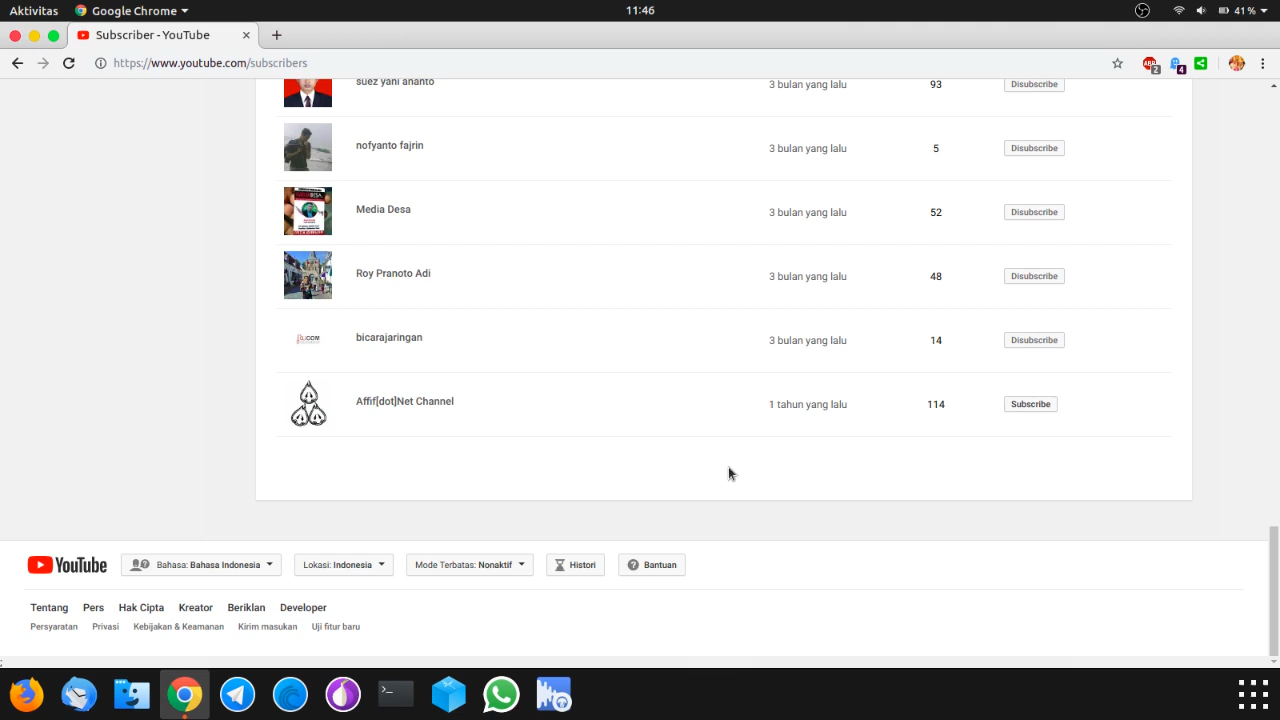 Aktivitas Google Chrome 11:46 41 %
Subscriber - YouTube
https://www.youtube.com/subscribers ABP 2 4
suez yani ananto 3 bulan yang lalu 93 Disubscribe
nofyanto fajrin 3 bulan yang lalu 5 Disubscribe
Media Desa 3 bulan yang lalu 52 Disubscribe
Roy Pranoto Adi 3 bulan yang lalu 48 Disubscribe
bicarajaringan 3 bulan yang lalu 14 Disubscribe
Affif[dot]Net Channel 1 tahun yang lalu 114 Subscribe
YouTube Bahasa: Bahasa Indonesia Lokasi: Indonesia Mode Terbatas: Nonaktif Histori Bantuan
Tentang Pers Hak Cipta Kreator Beriklan Developer
Persyaratan Privasi Kebijakan & Keamanan Kirim masukan Uji fitur baru